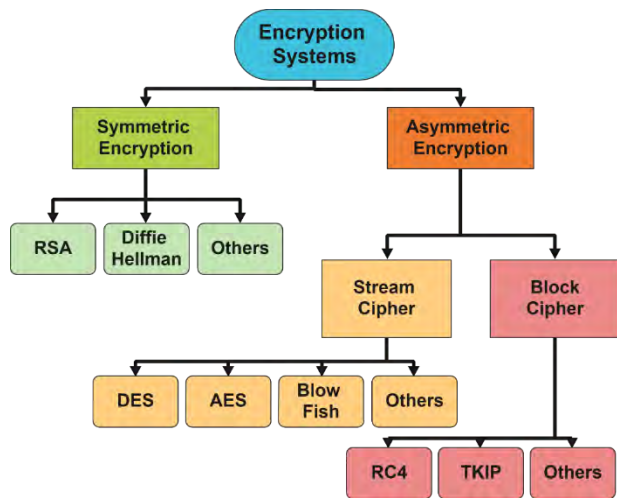 Encryption
Systems
Symmetric
Encryption
Asymmetric
Encryption
RSA
Diffie
Hellman
Others
Stream
Cipher
Block
Cipher
DES
AES
Blow
Fish
Others
RC4
TKIP
Others